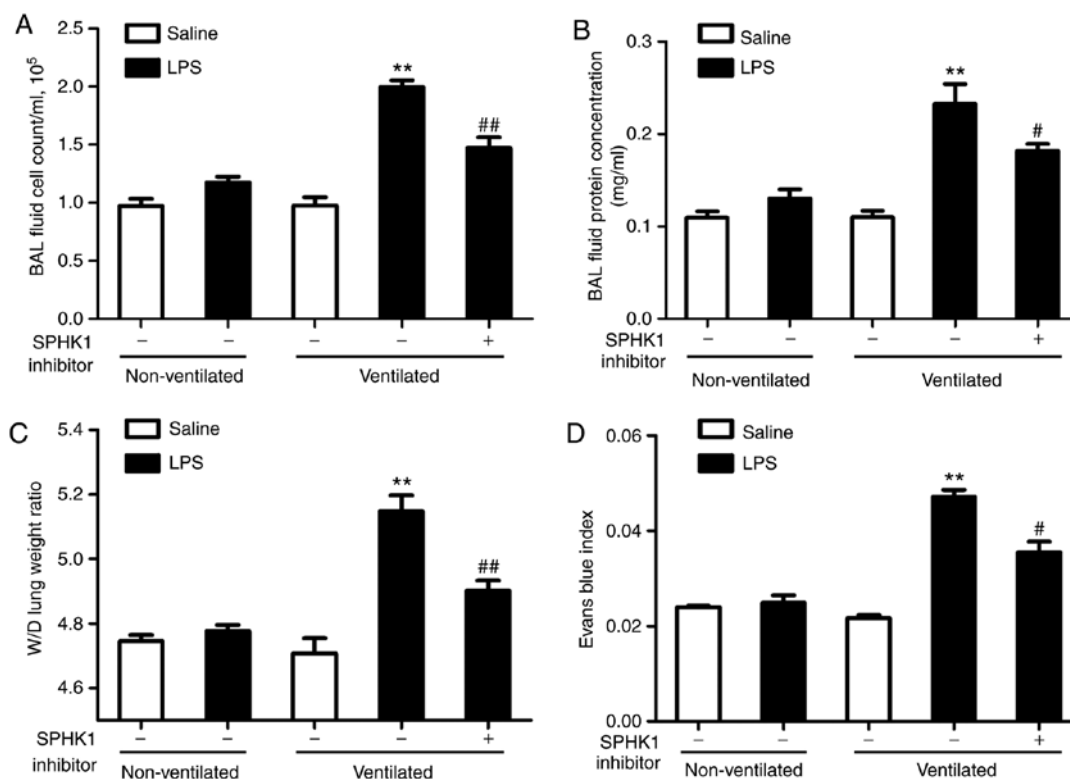 A
Saline
LPS
BAL fluid cell count/ml, 10⁵
2.5
2.0
1.5
1.0
0.5
0.0
**
##
SPHK1 inhibitor
– – – – +
Non-ventilated
Ventilated
B
Saline
LPS
BAL fluid protein concentration
(mg/ml)
0.3
0.2
0.1
0.0
**
#
SPHK1
inhibitor
– – – – +
Non-ventilated
Ventilated
C
Saline
LPS
W/D lung weight ratio
5.4
5.2
5.0
4.8
4.6
**
##
SPHK1
inhibitor
– – – – +
Non-ventilated
Ventilated
D
Saline
LPS
Evans blue index
0.06
0.04
0.02
0.00
**
#
SPHK1
inhibitor
– – – – +
Non-ventilated
Ventilated